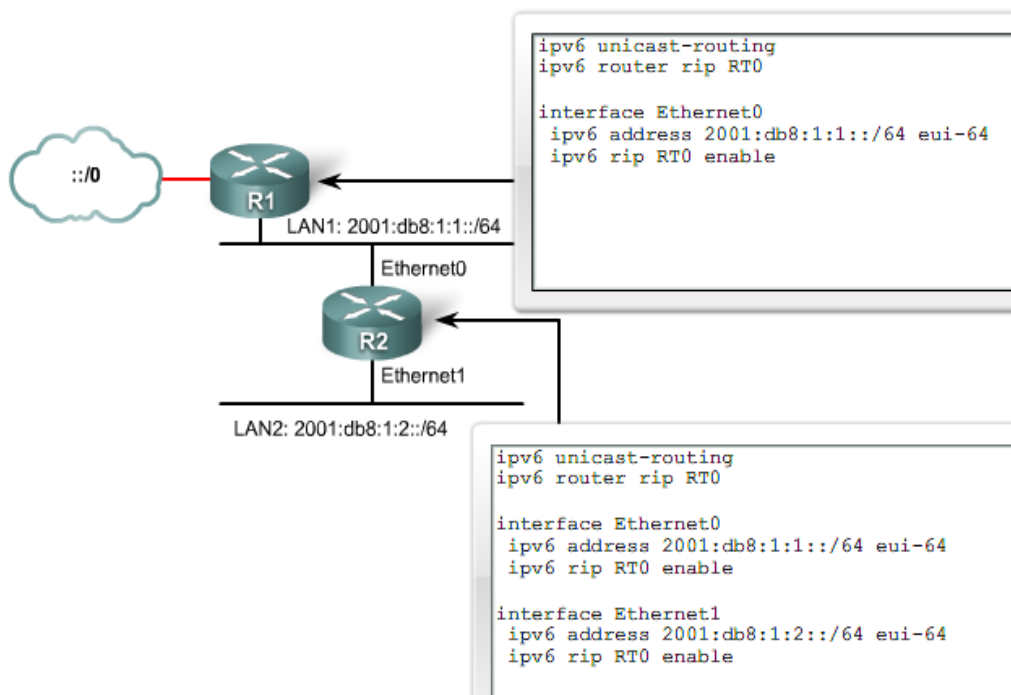 ipv6 unicast-routing
ipv6 router rip RT0
interface Ethernet0
ipv6 address 2001:db8:1:1::/64 eui-64
ipv6 rip RT0 enable
::/0
R1
LAN1: 2001:db8:1:1::/64
Ethernet0
R2
Ethernet1
LAN2: 2001:db8:1:2::/64
ipv6 unicast-routing
ipv6 router rip RT0
interface Ethernet0
ipv6 address 2001:db8:1:1::/64 eui-64
ipv6 rip RT0 enable
interface Ethernet1
ipv6 address 2001:db8:1:2::/64 eui-64
ipv6 rip RT0 enable